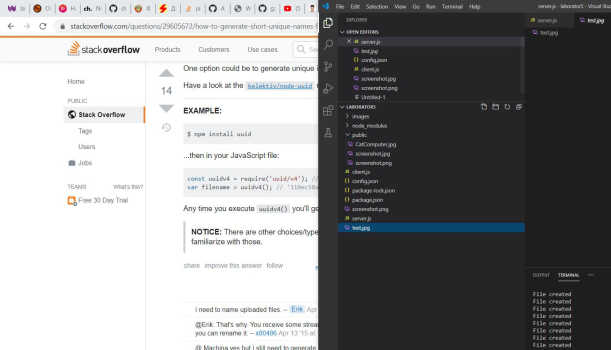 stackoverflow.com/questions/29605672/how-to-generate-short-unique-names-f
stackoverflow
Products
Customers
Use cases
Home
PUBLIC
Stack Overflow
Tags
Users
Jobs
TEAMS
What's this?
Free 30 Day Trial
14
One option could be to generate unique i
Have a look at the kelektiv/node-uuid
EXAMPLE:
$ npm install uuid
...then in your JavaScript file:
const uuidv4 = require('uuid/v4'); //
var filename = uuidv4();
Any time you execute uuidv4() you'll ge
NOTICE: There are other choices/type
familiarize with those.
share improve this answer follow
i need to name uploaded files. – Erik Apr
@Erik. That's why. You receive some strea
you can rename it. – x00486 Apr 13 '15 at
@ Machina yes but i still need to generate
File Edit Selection View Go Run Terminal
server.js - laborator5 - Visual Stu
EXPLORER
OPEN EDITORS
server.js
test.jpg
config.json
client.js
screenshot.jpg
screenshot.png
Untitled-1
LABORATOR5
images
node_modules
public
CatComputer.jpg
screenshot.jpg
screenshot.png
client.js
config.json
package-lock.json
package.json
screenshot.png
server.js
test.jpg
server.js
test.jpg
test.jpg
OUTPUT TERMINAL
File created
File created
File created
File created
File created
File created
File created
File created